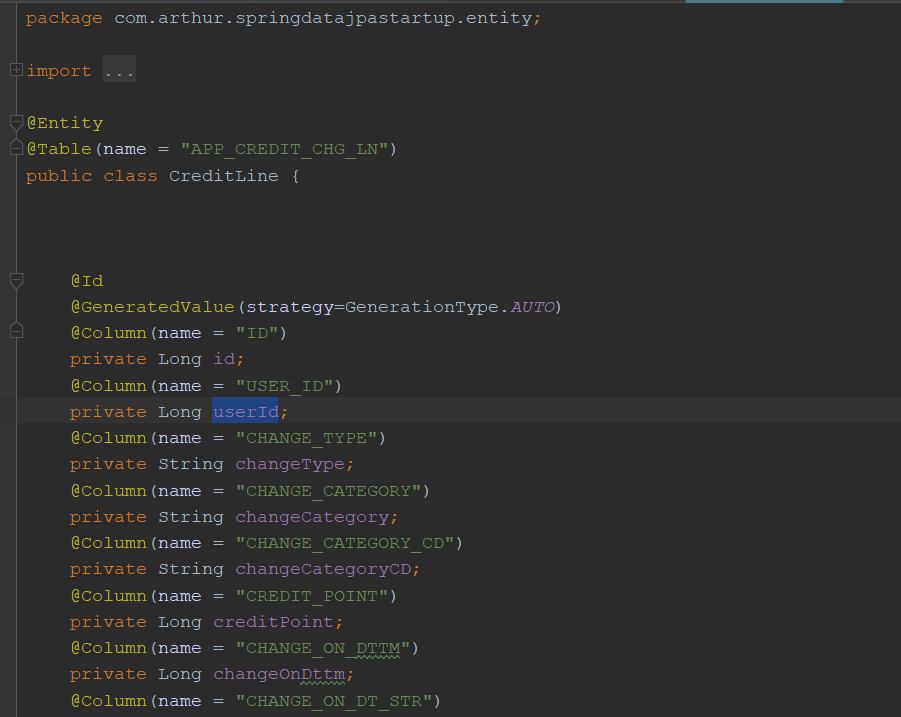 package com.arthur.springdatajpastartup.entity;
import ...
@Entity
@Table(name = "APP_CREDIT_CHG_LN")
public class CreditLine {
@Id
@GeneratedValue(strategy=GenerationType.AUTO)
@Column(name = "ID")
private Long id;
@Column(name = "USER_ID")
private Long userId;
@Column(name = "CHANGE_TYPE")
private String changeType;
@Column(name = "CHANGE_CATEGORY")
private String changeCategory;
@Column(name = "CHANGE_CATEGORY_CD")
private String changeCategoryCD;
@Column(name = "CREDIT_POINT")
private Long creditPoint;
@Column(name = "CHANGE_ON_DTTM")
private Long changeOnDttm;
@Column(name = "CHANGE_ON_DT_STR")